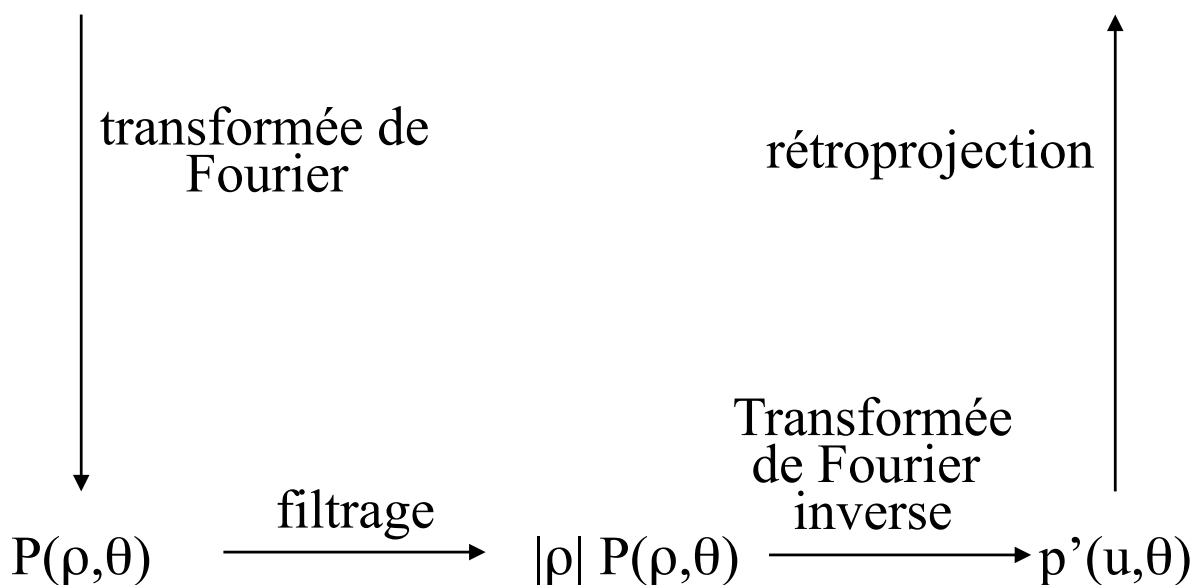 transformée de
Fourier
rétroprojection
Transformée
de Fourier
inverse
filtrage
P(ρ,θ)
|ρ| P(ρ,θ)
p’(u,θ)